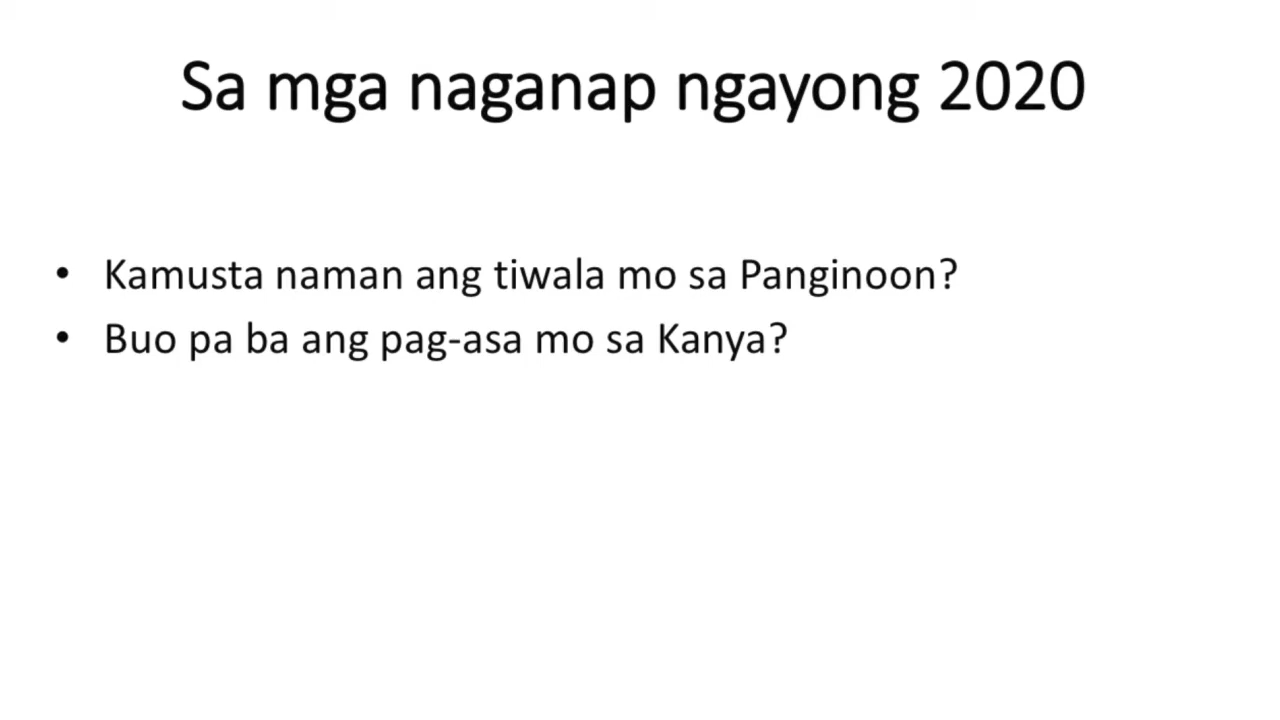 Sa mga naganap ngayong 2020
• Kamusta naman ang tiwala mo sa Panginoon?
• Buo pa ba ang pag-asa mo sa Kanya?